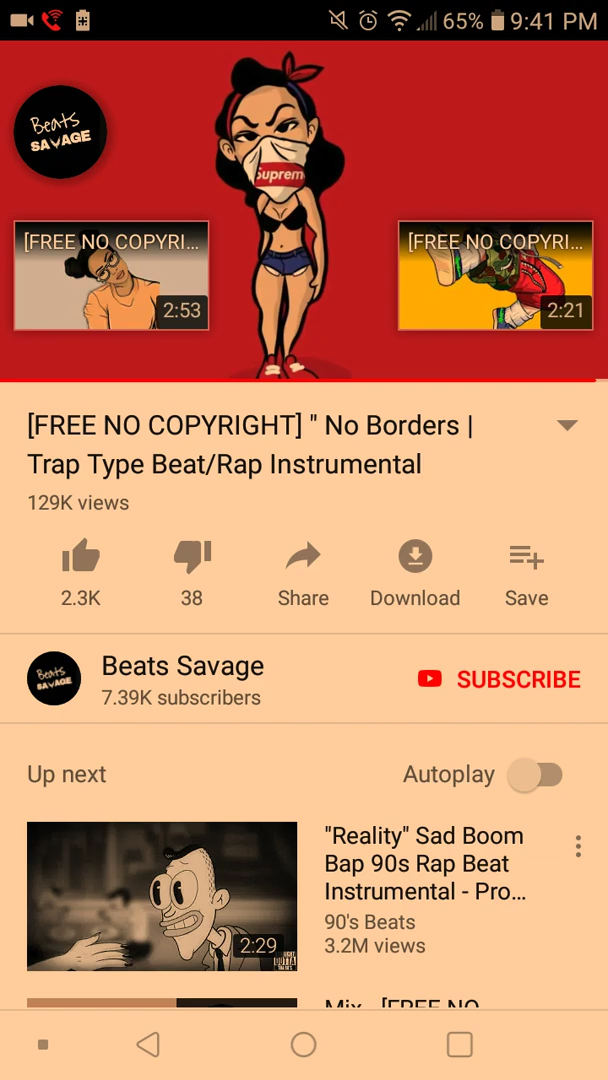 65% 9:41 PM
Beats
SAVAGE
Suprem
[FREE NO COPYRI...
2:53
[FREE NO COPYRI...
2:21
[FREE NO COPYRIGHT] " No Borders |
Trap Type Beat/Rap Instrumental
129K views
2.3K 38 Share Download Save
Beats
SAVAGE
Beats Savage
7.39K subscribers
SUBSCRIBE
Up next Autoplay
2:29
"Reality" Sad Boom
Bap 90s Rap Beat
Instrumental - Pro...
90's Beats
3.2M views
Mix - [FREE NO